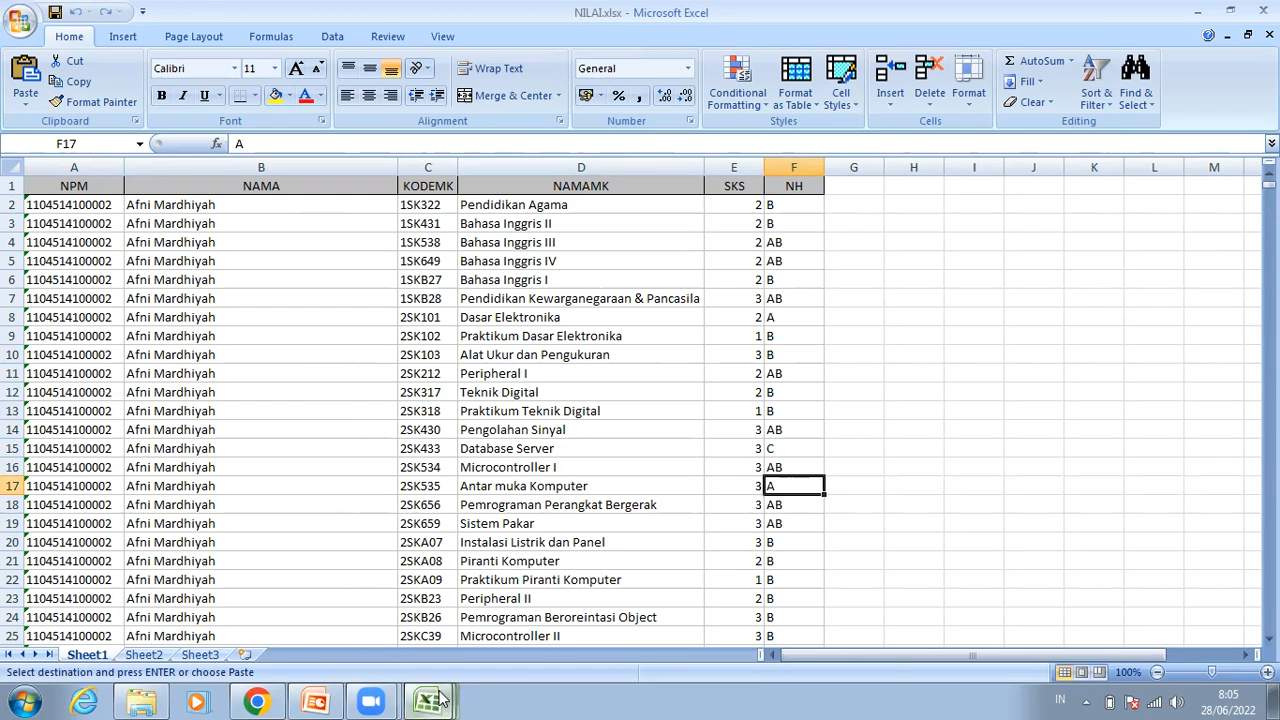 NILAI.xlsx - Microsoft Excel
Home Insert Page Layout Formulas Data Review View
Paste Cut Copy Format Painter
Calibri 11
B I U A
Wrap Text
Merge & Center
General
%
Conditional Formatting Format as Table Cell Styles
Insert Delete Format
AutoSum Fill Clear
Sort & Filter Find & Select
Clipboard Font Alignment Number Styles Cells Editing
F17 fx A
A B C D E F G H I J K L M
1 NPM NAMA KODEMK NAMAMK SKS NH
2 1104514100002 Afni Mardhiyah 1SK322 Pendidikan Agama 2 B
3 1104514100002 Afni Mardhiyah 1SK431 Bahasa Inggris II 2 B
4 1104514100002 Afni Mardhiyah 1SK538 Bahasa Inggris III 2 AB
5 1104514100002 Afni Mardhiyah 1SK649 Bahasa Inggris IV 2 AB
6 1104514100002 Afni Mardhiyah 1SKB27 Bahasa Inggris I 2 B
7 1104514100002 Afni Mardhiyah 1SKB28 Pendidikan Kewarganegaraan & Pancasila 3 AB
8 1104514100002 Afni Mardhiyah 2SK101 Dasar Elektronika 2 A
9 1104514100002 Afni Mardhiyah 2SK102 Praktikum Dasar Elektronika 1 B
10 1104514100002 Afni Mardhiyah 2SK103 Alat Ukur dan Pengukuran 3 B
11 1104514100002 Afni Mardhiyah 2SK212 Peripheral I 2 AB
12 1104514100002 Afni Mardhiyah 2SK317 Teknik Digital 2 B
13 1104514100002 Afni Mardhiyah 2SK318 Praktikum Teknik Digital 1 B
14 1104514100002 Afni Mardhiyah 2SK430 Pengolahan Sinyal 3 AB
15 1104514100002 Afni Mardhiyah 2SK433 Database Server 3 C
16 1104514100002 Afni Mardhiyah 2SK534 Microcontroller I 3 AB
17 1104514100002 Afni Mardhiyah 2SK535 Antar muka Komputer 3 A
18 1104514100002 Afni Mardhiyah 2SK656 Pemrograman Perangkat Bergerak 3 AB
19 1104514100002 Afni Mardhiyah 2SK659 Sistem Pakar 3 AB
20 1104514100002 Afni Mardhiyah 2SKA07 Instalasi Listrik dan Panel 3 B
21 1104514100002 Afni Mardhiyah 2SKA08 Piranti Komputer 2 B
22 1104514100002 Afni Mardhiyah 2SKA09 Praktikum Piranti Komputer 1 B
23 1104514100002 Afni Mardhiyah 2SKB23 Peripheral II 2 B
24 1104514100002 Afni Mardhiyah 2SKB26 Pemrograman Beroreintasi Object 3 B
25 1104514100002 Afni Mardhiyah 2SKC39 Microcontroller II 3 B
Sheet1 Sheet2 Sheet3
Select destination and press ENTER or choose Paste 100%
IN 8:05
28/06/2022